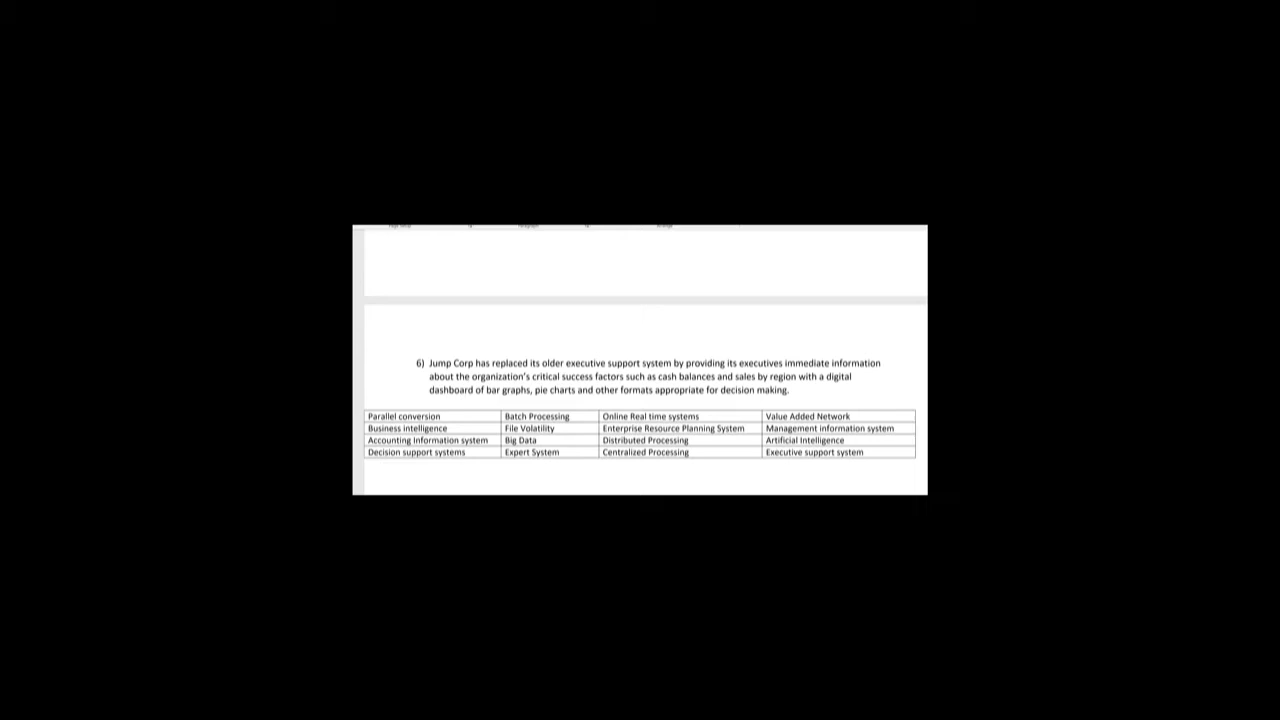 6) Jump Corp has replaced its older executive support system by providing its executives immediate information
about the organization's critical success factors such as cash balances and sales by region with a digital
dashboard of bar graphs, pie charts and other formats appropriate for decision making.
Parallel conversion Batch Processing Online Real time systems Value Added Network
Business intelligence File Volatility Enterprise Resource Planning System Management information system
Accounting Information system Big Data Distributed Processing Artificial Intelligence
Decision support systems Expert System Centralized Processing Executive support system